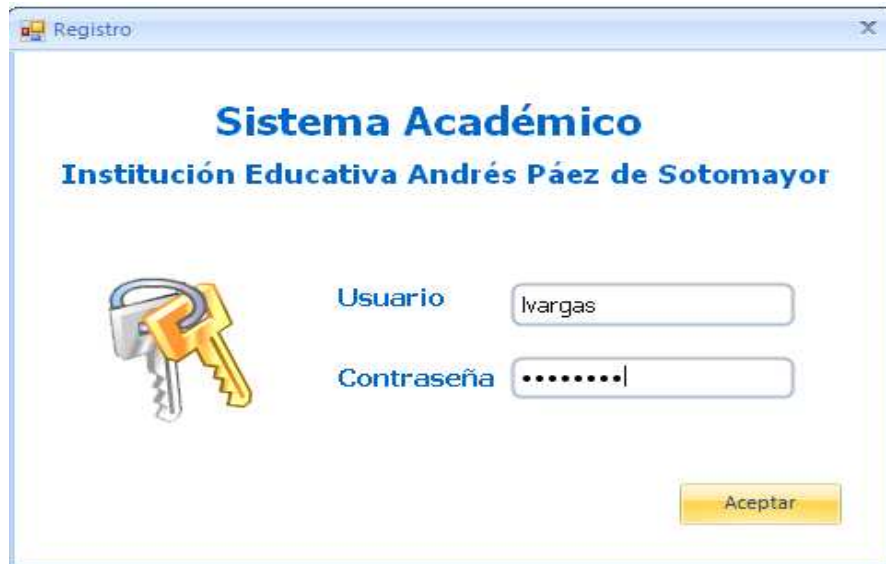 Registro
Sistema Académico
Institución Educativa Andrés Páez de Sotomayor
Usuario lvargas
Contraseña ••••••••
Aceptar